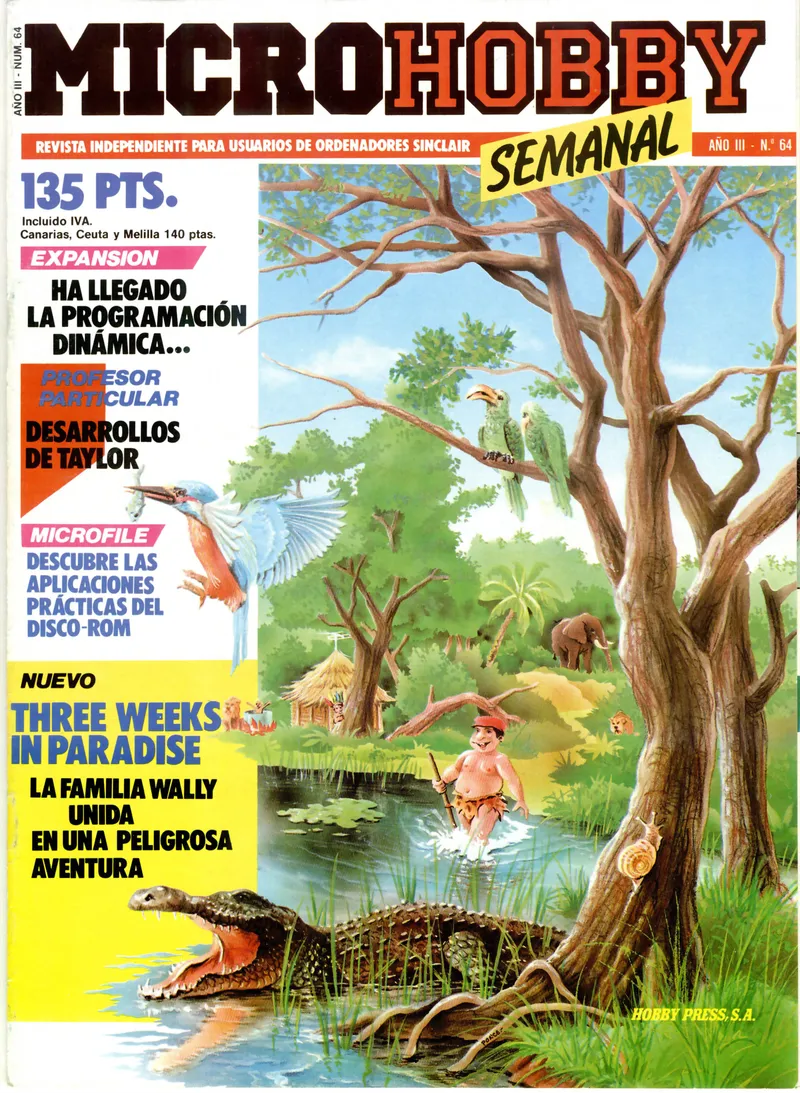 AÑO III - NUM. 64
MICROHOBBY
SEMANAL
REVISTA INDEPENDIENTE PARA USUARIOS DE ORDENADORES SINCLAIR
AÑO III - N.º 64
135 PTS.
Incluido IVA.
Canarias, Ceuta y Melilla 140 ptas.
EXPANSION
HA LLEGADO
LA PROGRAMACIÓN
DINÁMICA...
PROFESOR
PARTICULAR
DESARROLLOS
DE TAYLOR
MICROFILE
DESCUBRE LAS
APLICACIONES
PRÁCTICAS DEL
DISCO-ROM
NUEVO
THREE WEEKS
IN PARADISE
LA FAMILIA WALLY
UNIDA
EN UNA PELIGROSA
AVENTURA
HOBBY PRESS, S.A.